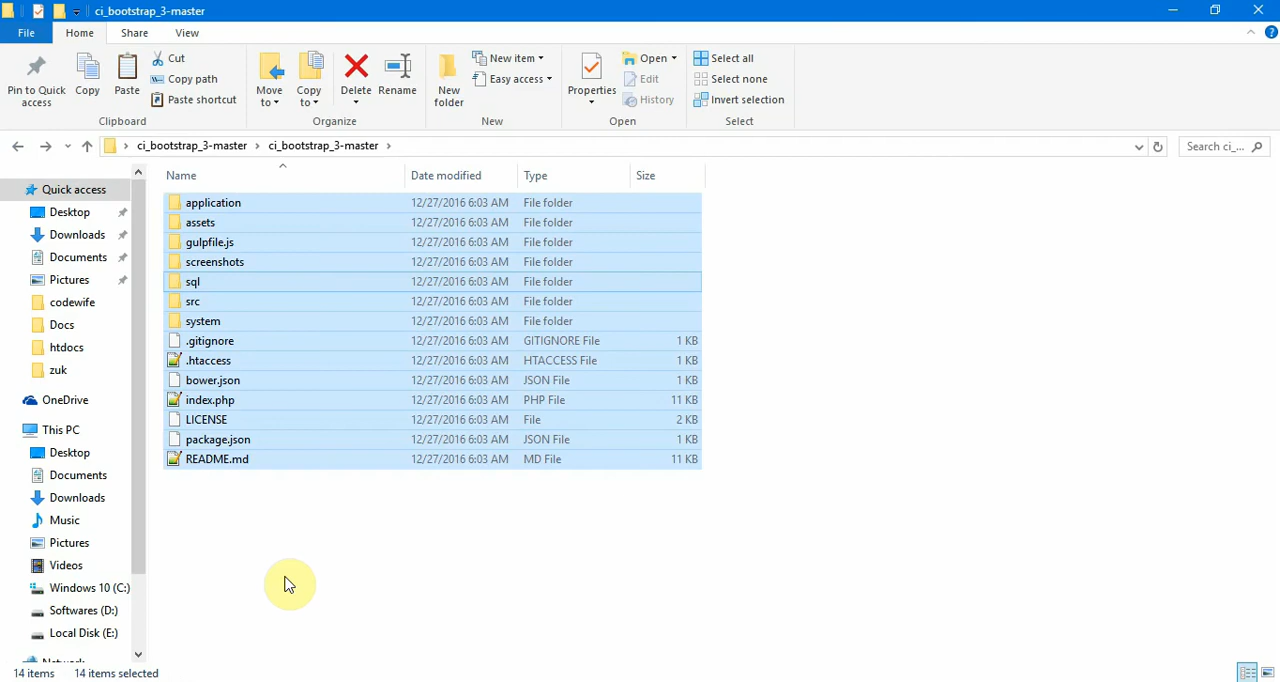 ci_bootstrap_3-master
File Home Share View
Pin to Quick access
Copy
Paste
Cut
Copy path
Paste shortcut
Clipboard
Move to
Copy to
Delete
Rename
Organize
New folder
New item
Easy access
New
Properties
Open
Edit
History
Open
Select all
Select none
Invert selection
Select
ci_bootstrap_3-master ci_bootstrap_3-master
Search ci_...
Name Date modified Type Size
Quick access
Desktop
Downloads
Documents
Pictures
codewife
Docs
htdocs
zuk
OneDrive
This PC
Desktop
Documents
Downloads
Music
Pictures
Videos
Windows 10 (C:)
Softwares (D:)
Local Disk (E:)
Network
application 12/27/2016 6:03 AM File folder
assets 12/27/2016 6:03 AM File folder
gulpfile.js 12/27/2016 6:03 AM File folder
screenshots 12/27/2016 6:03 AM File folder
sql 12/27/2016 6:03 AM File folder
src 12/27/2016 6:03 AM File folder
system 12/27/2016 6:03 AM File folder
.gitignore 12/27/2016 6:03 AM GITIGNORE File 1 KB
.htaccess 12/27/2016 6:03 AM HTACCESS File 1 KB
bower.json 12/27/2016 6:03 AM JSON File 1 KB
index.php 12/27/2016 6:03 AM PHP File 11 KB
LICENSE 12/27/2016 6:03 AM File 2 KB
package.json 12/27/2016 6:03 AM JSON File 1 KB
README.md 12/27/2016 6:03 AM MD File 11 KB
14 items 14 items selected